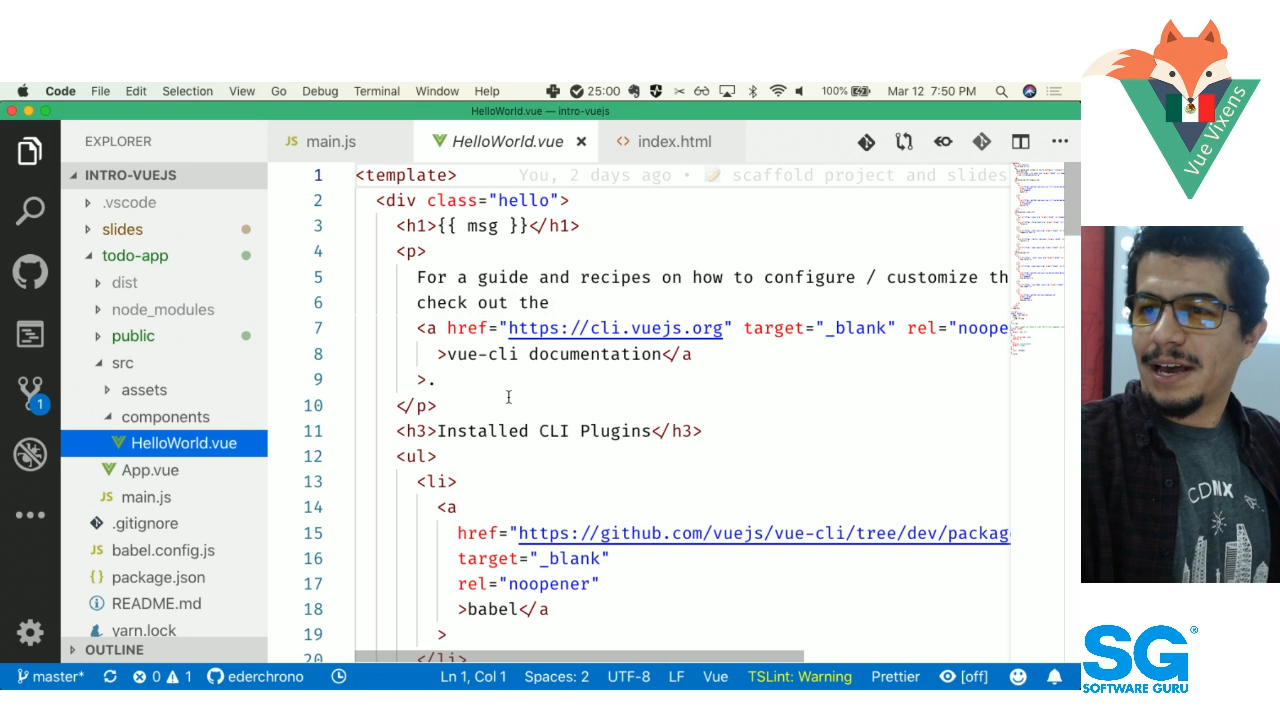 Code File Edit Selection View Go Debug Terminal Window Help 25:00 100% Mar 12 7:50 PM
HelloWorld.vue — intro-vuejs
EXPLORER
JS main.js
HelloWorld.vue ×
<> index.html
INTRO-VUEJS
.vscode
slides
todo-app
dist
node_modules
public
src
assets
components
HelloWorld.vue
App.vue
JS main.js
.gitignore
JS babel.config.js
{} package.json
README.md
yarn.lock
OUTLINE
1 <template> You, 2 days ago • 📝 scaffold project and slides
2 <div class="hello">
3 <h1>{{ msg }}</h1>
4 <p>
5 For a guide and recipes on how to configure / customize th
6 check out the
7 <a href="https://cli.vuejs.org" target="_blank" rel="noope
8 >vue-cli documentation</a
9 >.
10 </p>
11 <h3>Installed CLI Plugins</h3>
12 <ul>
13 <li>
14 <a
15 href="https://github.com/vuejs/vue-cli/tree/dev/packag
16 target="_blank"
17 rel="noopener"
18 >babel</a
19 >
20 </li>
1
master* 0 1 ederchrono Ln 1, Col 1 Spaces: 2 UTF-8 LF Vue TSLint: Warning Prettier [off]
Vue Vixens
CDMX
SG®
SOFTWARE GURU